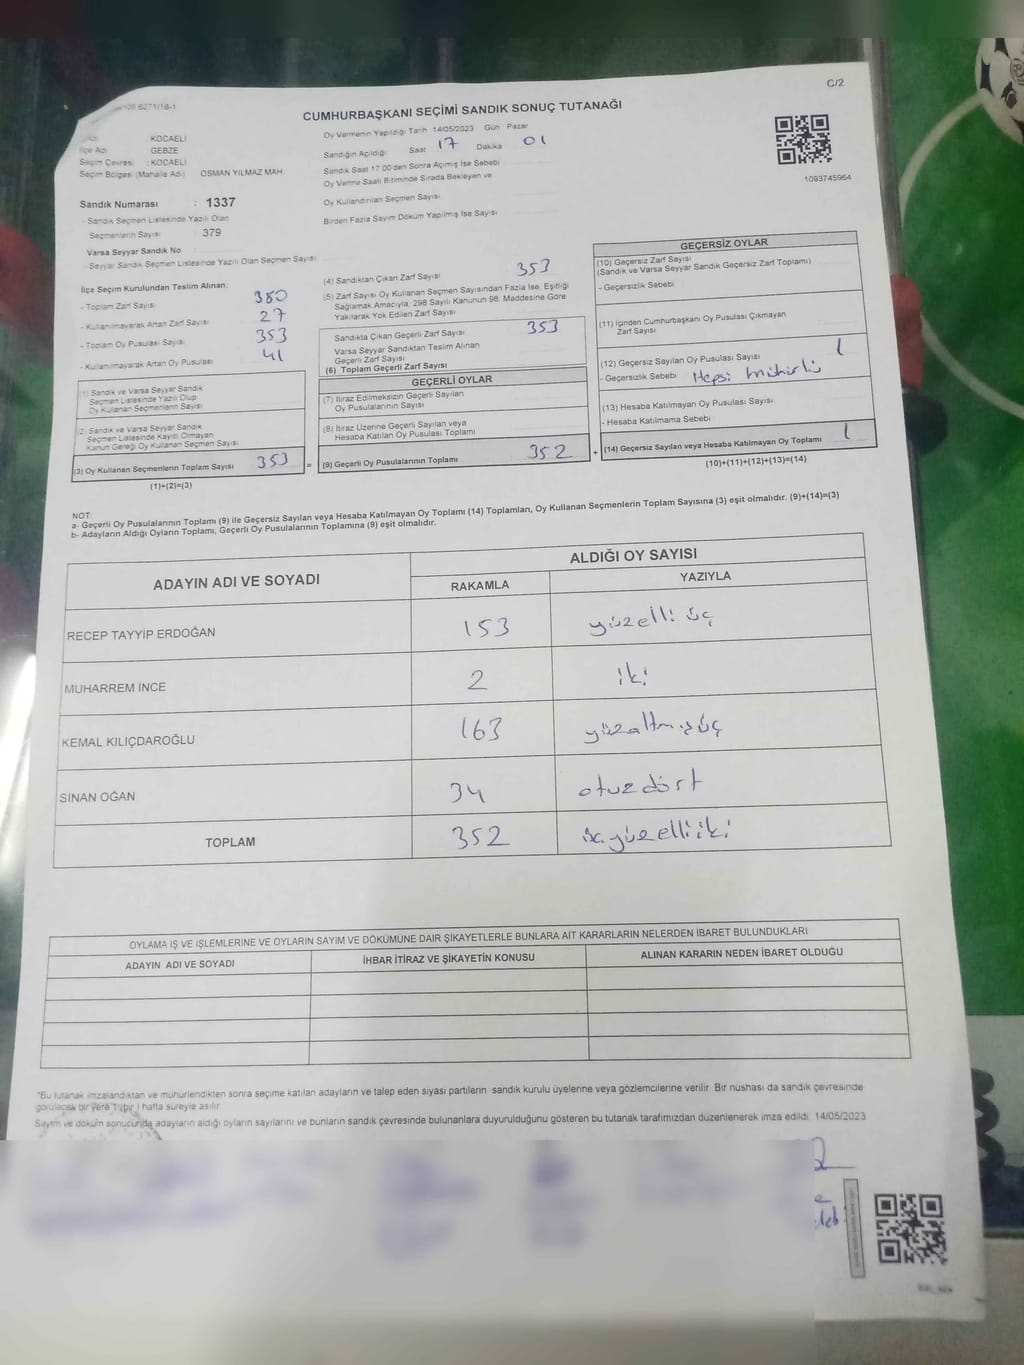 C/2
CUMHURBAŞKANI SEÇİMİ SANDIK SONUÇ TUTANAĞI
KOCAELİ
İlçe Adı GEBZE
Seçim Çevresi : KOCAELİ
Seçim Bölgesi (Mahalle Adı) OSMAN YILMAZ MAH
Sandık Numarası : 1337
- Sandık Seçmen Listesinde Yazılı Olan
Seçmenlerin Sayısı : 379
Varsa Seyyar Sandık No
- Seyyar Sandık Seçmen Listesinde Yazılı Olan Seçmen Sayısı
Oy Vermenin Yapıldığı Tarih 14/05/2023 Gün Pazar
Sandığın Açıldığı Saat 17 Dakika 01
Sandık Saat 17:00'den Sonra Açılmış İse Sebebi
Oy Verme Saati Bitiminde Sırada Bekleyen ve
Oy Kullandırılan Seçmen Sayısı
Birden Fazla Sayım Döküm Yapılmış İse Sayısı
1093745964
İlçe Seçim Kurulundan Teslim Alınan:
- Toplam Zarf Sayısı 380
- Kullanılmayarak Artan Zarf Sayısı 27
- Toplam Oy Pusulası Sayısı 353
- Kullanılmayarak Artan Oy Pusulası 41
(1) Sandık ve Varsa Seyyar Sandık
Seçmen Listesinde Yazılı Olup
Oy Kullanan Seçmenlerin Sayısı
(2) Sandık ve Varsa Seyyar Sandık
Seçmen Listesinde Kayıtlı Olmayan
Kanun Gereği Oy Kullanan Seçmen Sayısı
(3) Oy Kullanan Seçmenlerin Toplam Sayısı 353 =
(1)+(2)=(3)
(4) Sandıktan Çıkan Zarf Sayısı 353
(5) Zarf Sayısı Oy Kullanan Seçmen Sayısından Fazla İse, Eşitliği
Sağlamak Amacıyla, 298 Sayılı Kanunun 98. Maddesine Göre
Yakılarak Yok Edilen Zarf Sayısı
Sandıkta Çıkan Geçerli Zarf Sayısı 353
Varsa Seyyar Sandıktan Teslim Alınan
Geçerli Zarf Sayısı
(6) Toplam Geçerli Zarf Sayısı
GEÇERLİ OYLAR
(7) İtiraz Edilmeksizin Geçerli Sayılan
Oy Pusulalarının Sayısı
(8) İtiraz Üzerine Geçerli Sayılan veya
Hesaba Katılan Oy Pusulası Toplamı
(9) Geçerli Oy Pusulalarının Toplamı 352 +
GEÇERSİZ OYLAR
(10) Geçersiz Zarf Sayısı
(Sandık ve Varsa Seyyar Sandık Geçersiz Zarf Toplamı)
- Geçersizlik Sebebi
(11) İçinden Cumhurbaşkanı Oy Pusulası Çıkmayan
Zarf Sayısı
(12) Geçersiz Sayılan Oy Pusulası Sayısı 1
- Geçersizlik Sebebi Hepsi mühürlü
(13) Hesaba Katılmayan Oy Pusulası Sayısı
- Hesaba Katılmama Sebebi
(14) Geçersiz Sayılan veya Hesaba Katılmayan Oy Toplamı 1
(10)+(11)+(12)+(13)=(14)
NOT:
a- Geçerli Oy Pusulalarının Toplamı (9) ile Geçersiz Sayılan veya Hesaba Katılmayan Oy Toplamı (14) Toplamları, Oy Kullanan Seçmenlerin Toplam Sayısına (3) eşit olmalıdır. (9)+(14)=(3)
b- Adayların Aldığı Oyların Toplamı, Geçerli Oy Pusulalarının Toplamına (9) eşit olmalıdır.
ADAYIN ADI VE SOYADI ALDIĞI OY SAYISI
RAKAMLA YAZIYLA
RECEP TAYYİP ERDOĞAN 153 yüzelli üç
MUHARREM İNCE 2 iki
KEMAL KILIÇDAROĞLU 163 yüzaltmışüç
SİNAN OĞAN 34 otuzdört
TOPLAM 352 üçyüzelliiki
OYLAMA İŞ VE İŞLEMLERİNE VE OYLARIN SAYIM VE DÖKÜMÜNE DAİR ŞİKAYETLERLE BUNLARA AİT KARARLARIN NELERDEN İBARET BULUNDUKLARI
ADAYIN ADI VE SOYADI İHBAR İTİRAZ VE ŞİKAYETİN KONUSU ALINAN KARARIN NEDEN İBARET OLDUĞU
"Bu tutanak imzalandıktan ve mühürlendikten sonra seçime katılan adayların ve talep eden siyasi partilerin sandık kurulu üyelerine veya gözlemcilerine verilir. Bir nüshası da sandık çevresinde
görülecek bir yere 1 (bir) hafta süreyle asılır.
Sayım ve döküm sonucunda adayların aldığı oyların sayılarını ve bunların sandık çevresinde bulunanlara duyurulduğunu gösteren bu tutanak tarafımızdan düzenlenerek imza edildi. 14/05/2023